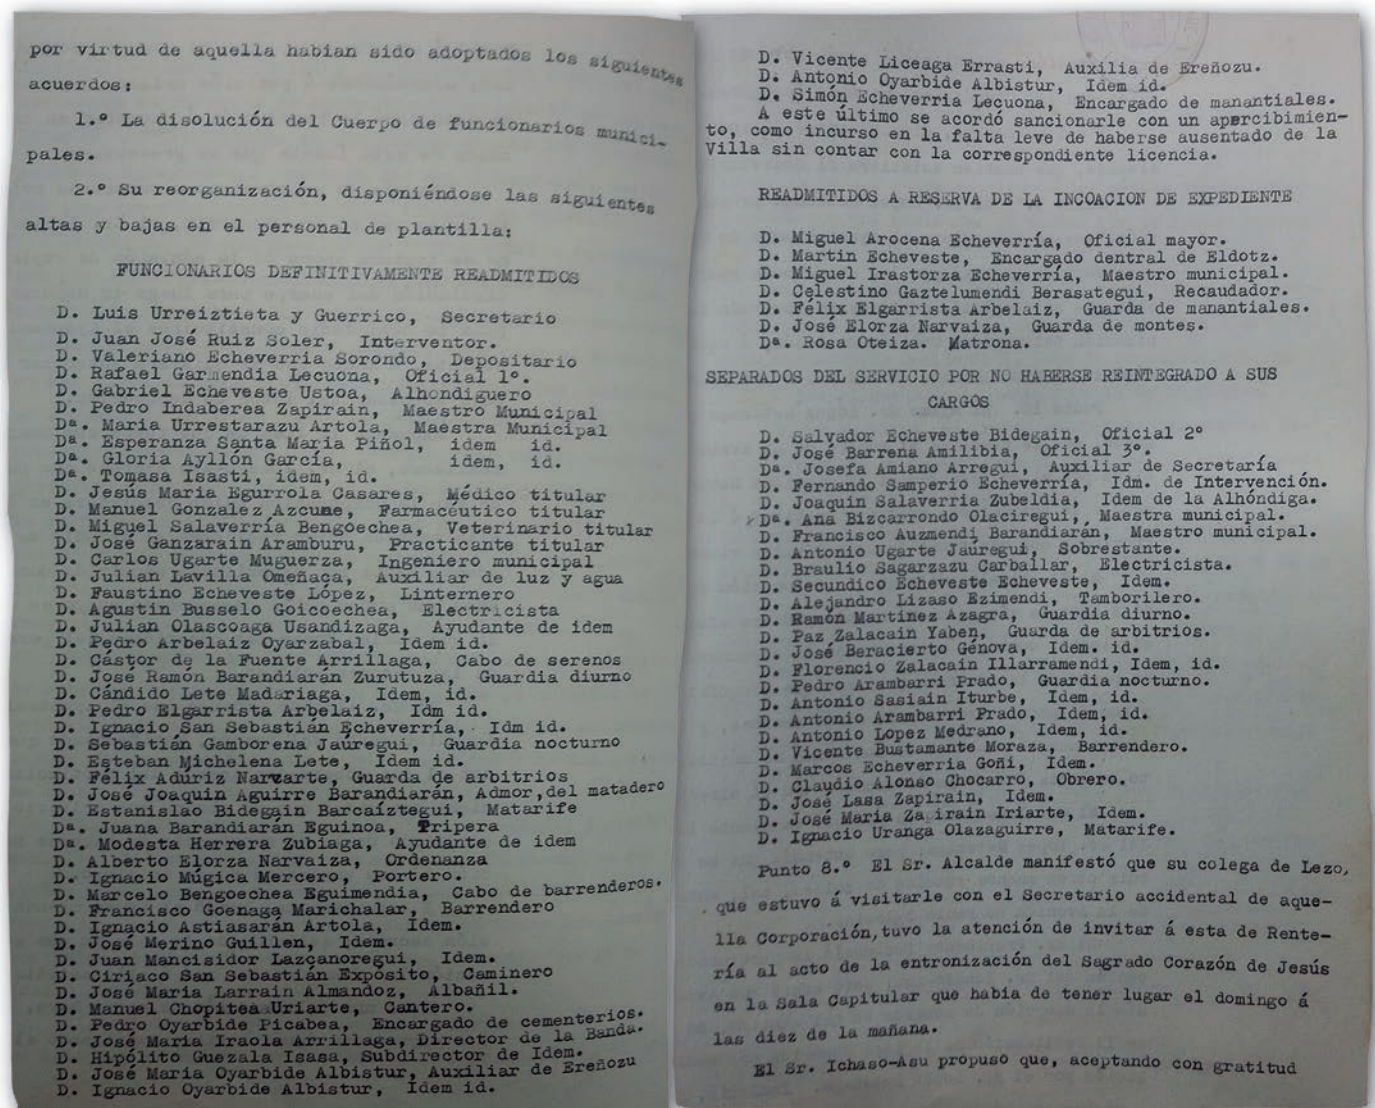 por virtud de aquella habian sido adoptados los siguientes
acuerdos:
1.º La disolución del Cuerpo de funcionarios munici-
pales.
2.º Su reorganización, disponiéndose las siguientes
altas y bajas en el personal de plantilla:
FUNCIONARIOS DEFINITIVAMENTE READMITIDOS
D. Luis Urreiztieta y Guerrico, Secretario
D. Juan José Ruiz Soler, Interventor.
D. Valeriano Echeverria Sorondo, Depositario
D. Rafael Garmendia Lecuona, Oficial 1º.
D. Gabriel Echeveste Ustoa, Alhondiguero
D. Pedro Indaberea Zapirain, Maestro Municipal
Dª. Maria Urrestarazu Artola, Maestra Municipal
Dª. Esperanza Santa Maria Piñol, idem id.
Dª. Gloria Ayllón García, idem, id.
Dª. Tomasa Isasti, idem, id.
D. Jesús Maria Egurrola Casares, Médico titular
D. Manuel Gonzalez Azcune, Farmacéutico titular
D. Miguel Salaverría Bengoechea, Veterinario titular
D. José Ganzarain Aramburu, Practicante titular
D. Carlos Ugarte Muguerza, Ingeniero municipal
D. Julian Lavilla Omeñaca, Auxiliar de luz y agua
D. Faustino Echeveste López, Linternero
D. Agustin Busselo Goicoechea, Electricista
D. Julian Olascoaga Usandizaga, Ayudante de idem
D. Pedro Arbelaiz Oyarzabal, Idem id.
D. Cástor de la Fuente Arrillaga, Cabo de serenos
D. José Ramón Barandiarán Zurutuza, Guardia diurno
D. Cándido Lete Madariaga, Idem, id.
D. Pedro Elgarrista Arbelaiz, Idm id.
D. Ignacio San Sebastián Echeverría, Idm id.
D. Sebastián Gamborena Jaúregui, Guardia nocturno
D. Esteban Michelena Lete, Idem id.
D. Félix Adúriz Narvarte, Guarda de arbitrios
D. José Joaquin Aguirre Barandiarán, Admor,del matadero
D. Estanislao Bidegain Barcaíztegui, Matarife
Dª. Juana Barandiarán Eguinoa, Tripera
Dª. Modesta Herrera Zubiaga, Ayudante de idem
D. Alberto Elorza Narvaiza, Ordenanza
D. Ignacio Múgica Mercero, Portero.
D. Marcelo Bengoechea Eguimendia, Cabo de barrenderos.
D. Francisco Goenaga Marichalar, Barrendero
D. Ignacio Astiasarán Artola, Idem.
D. José Merino Guillen, Idem.
D. Juan Mancisidor Lazcanoregui, Idem.
D. Ciriaco San Sebastián Expósito, Caminero
D. José Maria Larrain Almandoz, Albañil.
D. Manuel Chopitea Uriarte, Cantero.
D. Pedro Oyarbide Picabea, Encargado de cementerios.
D. José Maria Iraola Arrillaga, Director de la Banda.
D. Hipólito Guezala Isasa, Subdirector de Idem.
D. José Maria Oyarbide Albistur, Auxiliar de Ereñozu
D. Ignacio Oyarbide Albistur, Idem id.
D. Vicente Liceaga Errasti, Auxilia de Ereñozu.
D. Antonio Oyarbide Albistur, Idem id.
D. Simón Echeverria Lecuona, Encargado de manantiales.
A este último se acordó sancionarle con un apercibimien-
to, como incurso en la falta leve de haberse ausentado de la
Villa sin contar con la correspondiente licencia.
READMITIDOS A RESERVA DE LA INCOACION DE EXPEDIENTE
D. Miguel Arocena Echeverría, Oficial mayor.
D. Martin Echeveste, Encargado dentral de Eldotz.
D. Miguel Irastorza Echeverría, Maestro municipal.
D. Celestino Gaztelumendi Berasategui, Recaudador.
D. Félix Elgarrista Arbelaiz, Guarda de manantiales.
D. José Elorza Narvaiza, Guarda de montes.
Dª. Rosa Oteiza. Matrona.
SEPARADOS DEL SERVICIO POR NO HABERSE REINTEGRADO A SUS
CARGOS
D. Salvador Echeveste Bidegain, Oficial 2º
D. José Barrena Amilibia, Oficial 3º.
Dª. Josefa Amiano Arregui, Auxiliar de Secretaría
D. Fernando Samperio Echeverría, Idm. de Intervención.
D. Joaquin Salaverria Zubeldia, Idem de la Alhóndiga.
Dª. Ana Bizcarrondo Olaciregui, Maestra municipal.
D. Francisco Auzmendi Barandiarán, Maestro municipal.
D. Antonio Ugarte Jaúregui, Sobrestante.
D. Braulio Sagarzazu Carballar, Electricista.
D. Secundico Echeveste Echeveste, Idem.
D. Alejandro Lizaso Ezimendi, Tamborilero.
D. Ramón Martinez Azagra, Guardia diurno.
D. Paz Zalacain Yaben, Guarda de arbitrios.
D. José Beracierto Génova, Idem. id.
D. Florencio Zalacain Illarramendi, Idem, id.
D. Pedro Arambarri Prado, Guardia nocturno.
D. Antonio Sasiain Iturbe, Idem, id.
D. Antonio Arambarri Prado, Idem, id.
D. Antonio Lopez Medrano, Idem, id.
D. Vicente Bustamante Moraza, Barrendero.
D. Marcos Echeverria Goñi, Idem.
D. Claudio Alonso Chocarro, Obrero.
D. José Lasa Zapirain, Idem.
D. José Maria Zapirain Iriarte, Idem.
D. Ignacio Uranga Olazaguirre, Matarife.
Punto 8.º El Sr. Alcalde manifestó que su colega de Lezo,
que estuvo á visitarle con el Secretario accidental de aque-
lla Corporación,tuvo la atención de invitar á esta de Rente-
ría al acto de la entronización del Sagrado Corazón de Jesús
en la Sala Capitular que habia de tener lugar el domingo á
las diez de la mañana.
El Sr. Ichaso-Asu propuso que, aceptando con gratitud